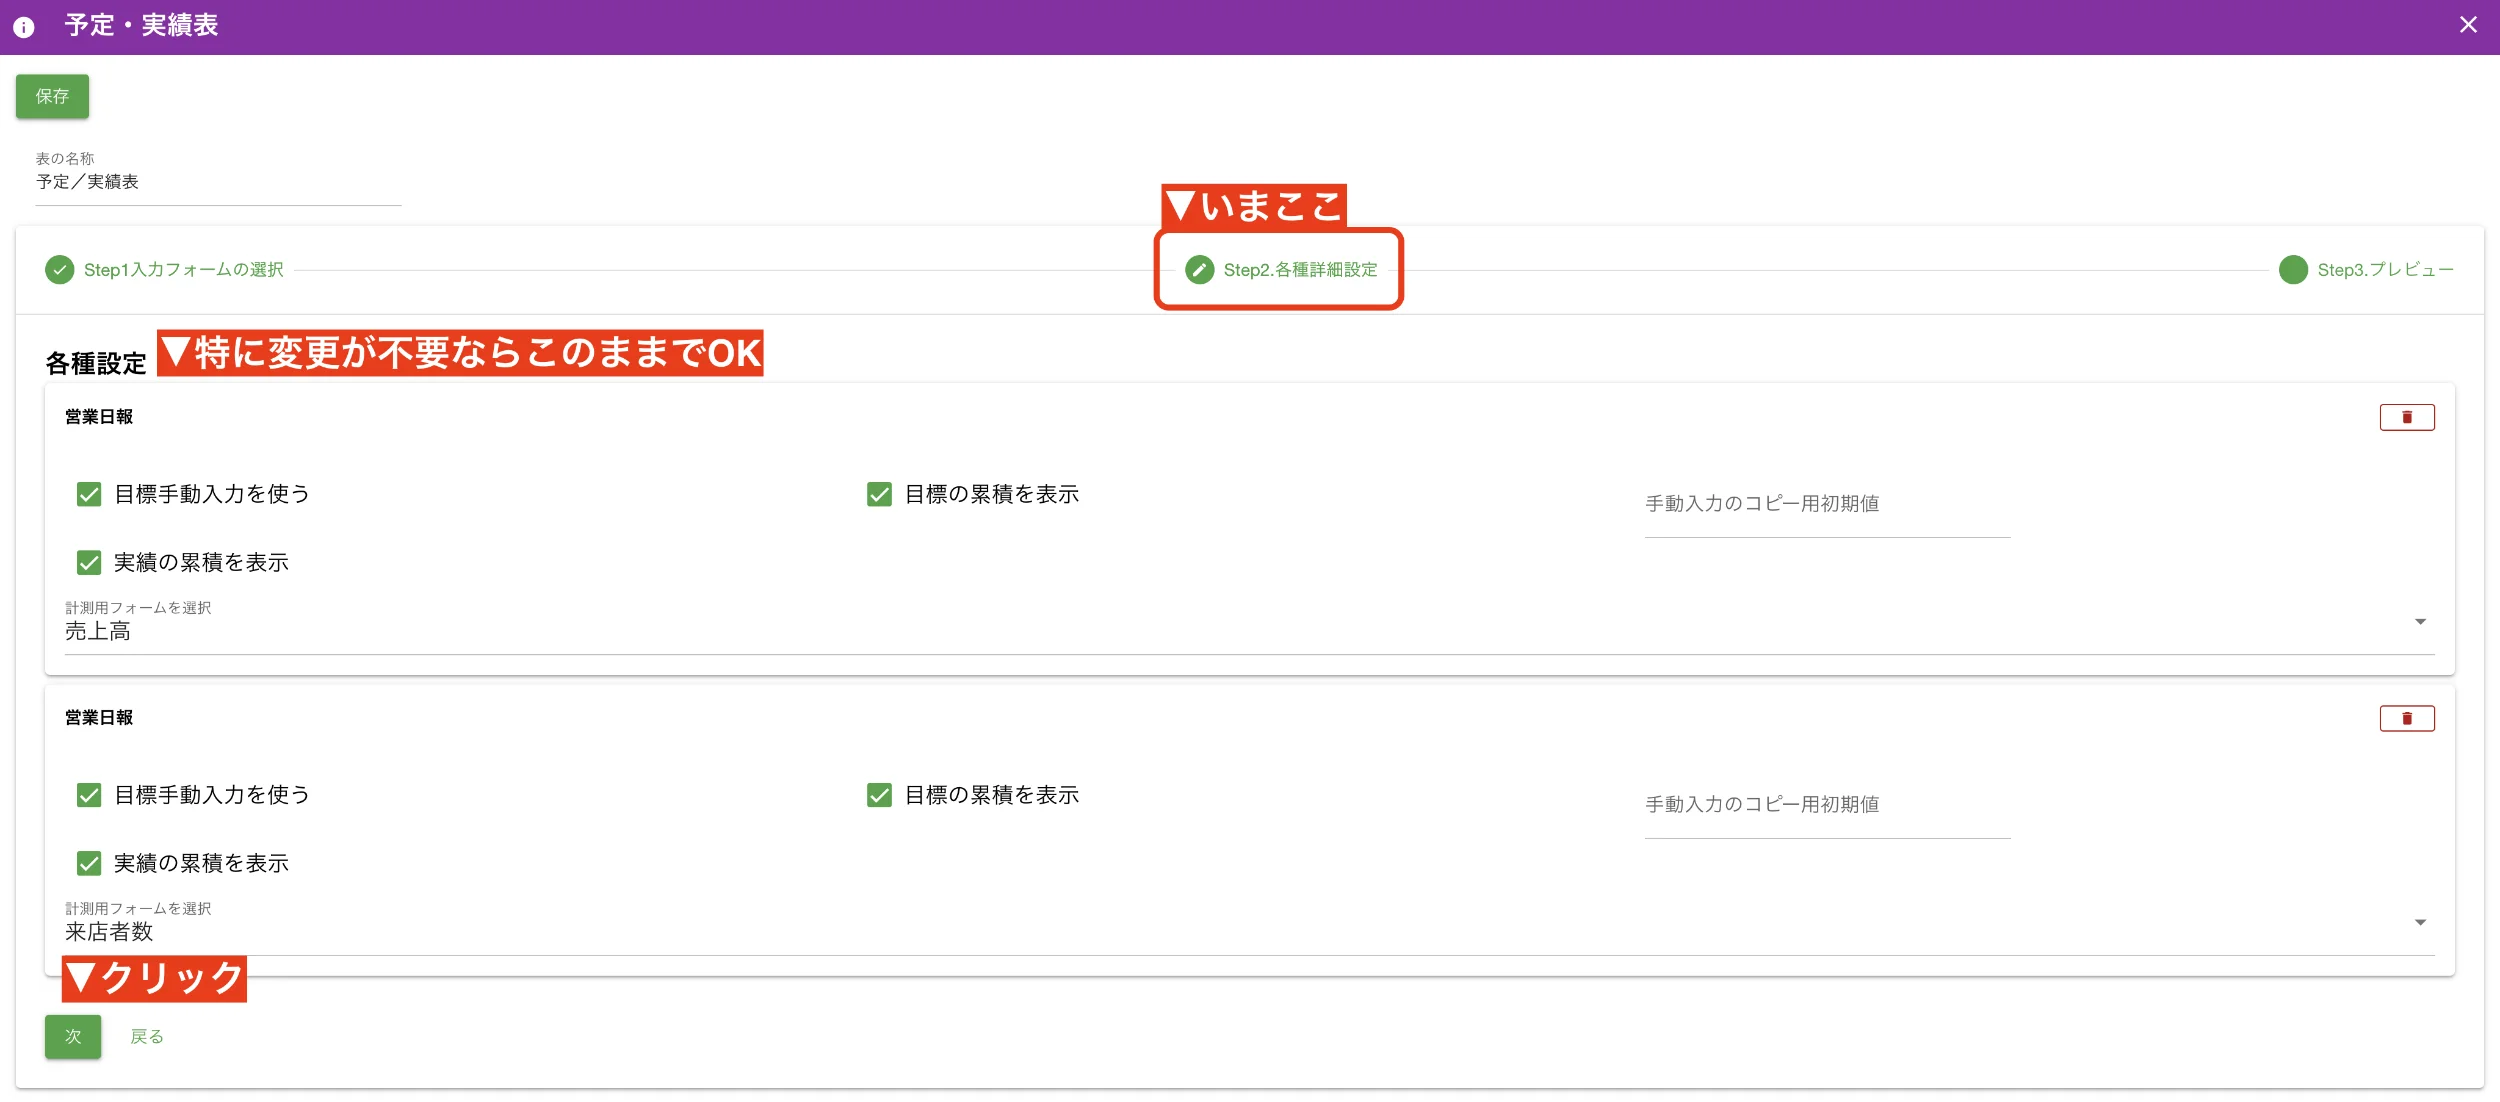 予定・実績表
保存
表の名称
予定／実績表
▼いまここ
Step1入力フォームの選択
Step2.各種詳細設定
Step3.プレビュー
各種設定
▼特に変更が不要ならこのままでOK
営業日報
目標手動入力を使う
目標の累積を表示
手動入力のコピー用初期値
実績の累積を表示
計測用フォームを選択
売上高
営業日報
目標手動入力を使う
目標の累積を表示
手動入力のコピー用初期値
実績の累積を表示
計測用フォームを選択
来店者数
▼クリック
次
戻る